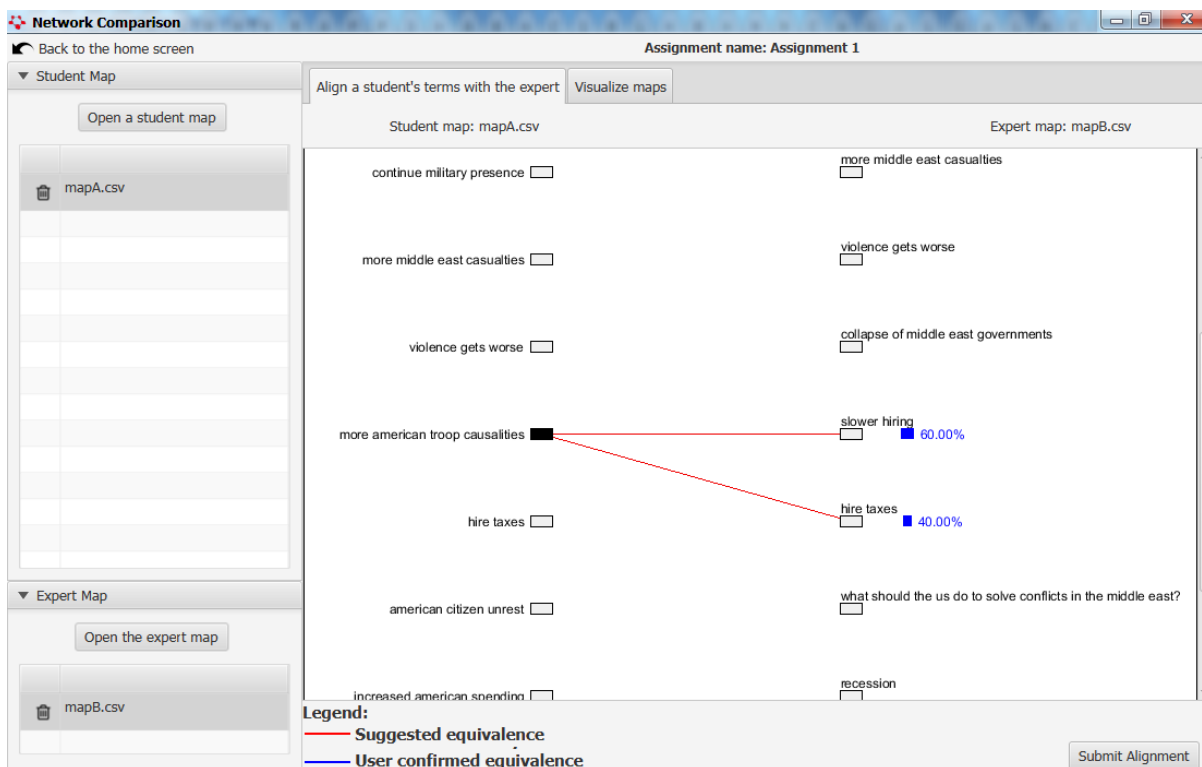 Network Comparison
Back to the home screen
Assignment name: Assignment 1
Student Map
Open a student map
mapA.csv
Expert Map
Open the expert map
mapB.csv
Align a student's terms with the expert
Visualize maps
Student map: mapA.csv
Expert map: mapB.csv
continue military presence
more middle east casualties
more middle east casualties
violence gets worse
violence gets worse
collapse of middle east governments
more american troop causalities
slower hiring
60.00%
hire taxes
hire taxes
40.00%
american citizen unrest
what should the us do to solve conflicts in the middle east?
increased american spending
recession
Legend:
Suggested equivalence
User confirmed equivalence
Submit Alignment